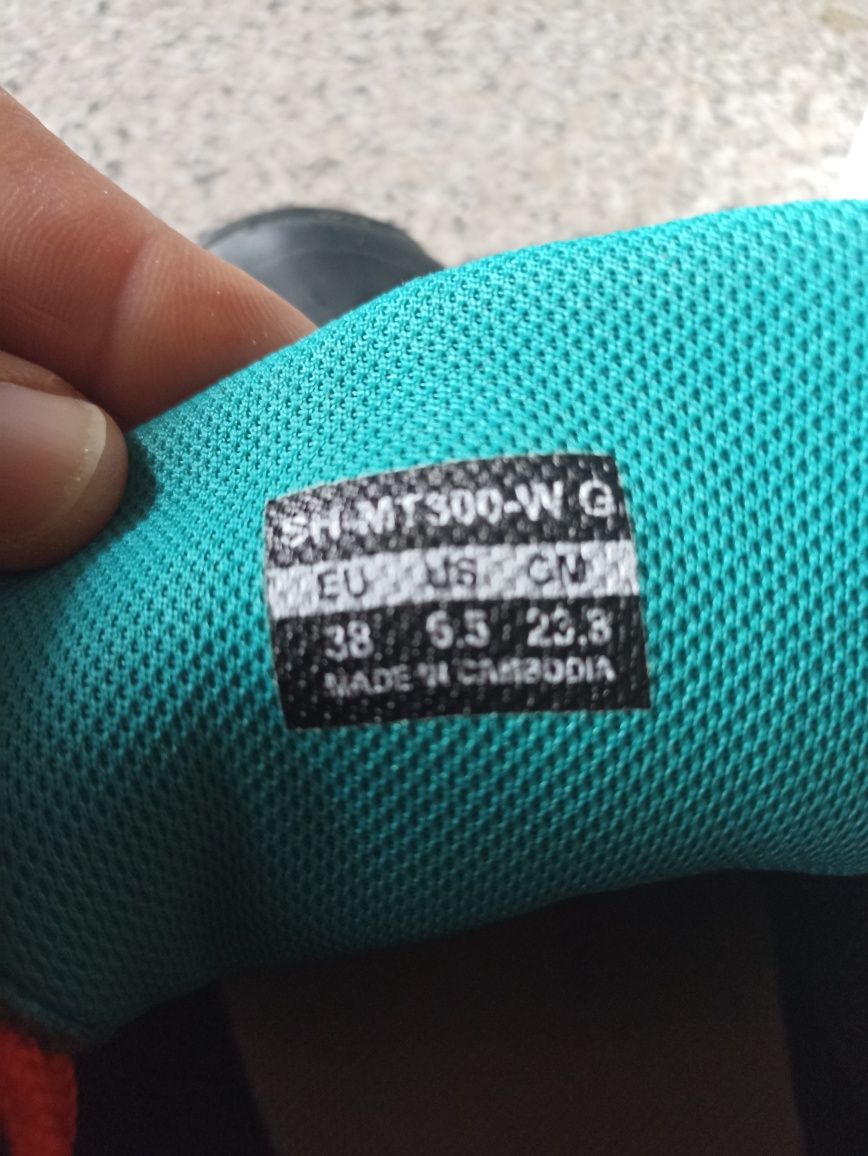 SH-MT300-W G
EU US CM
38 6.5 23.8
MADE IN CAMBODIA